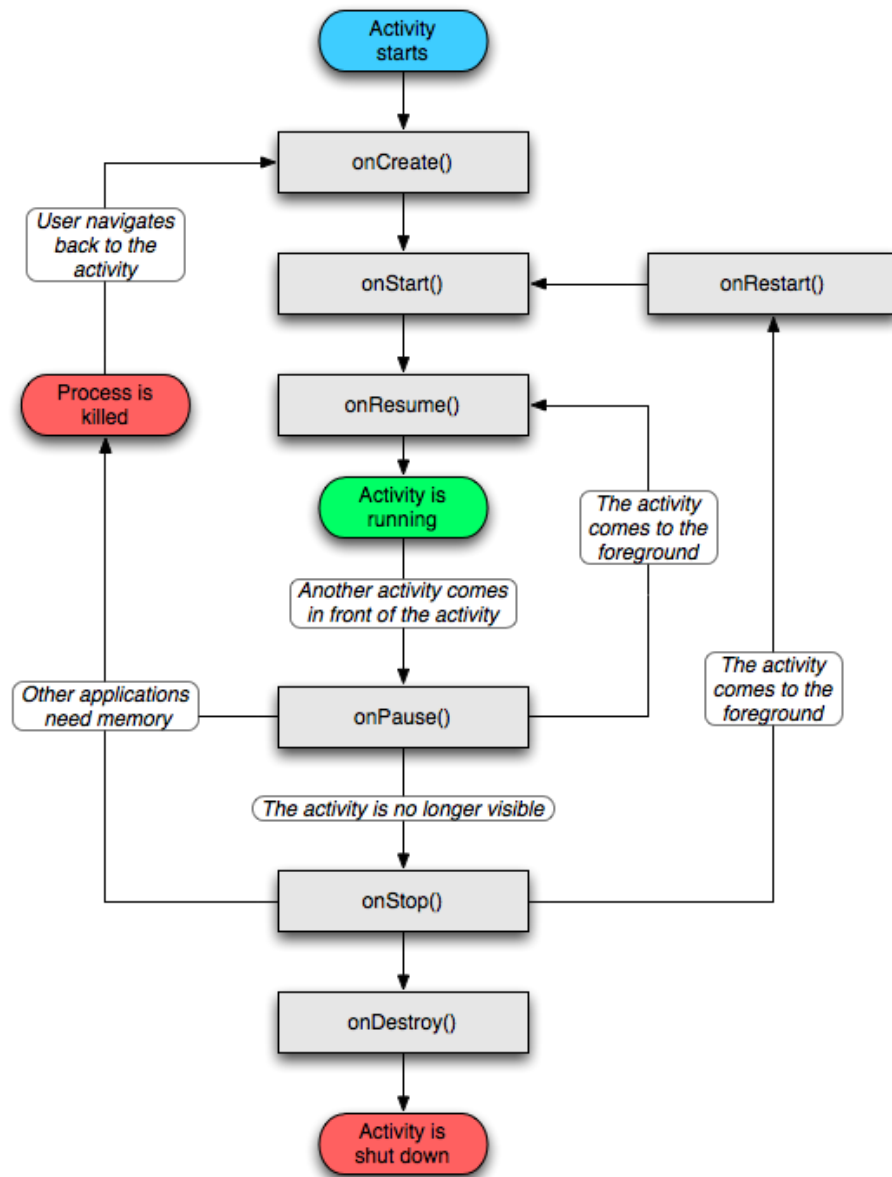 Activity
starts
onCreate()
User navigates
back to the
activity
onStart()
onRestart()
Process is
killed
onResume()
Activity is
running
The activity
comes to the
foreground
Another activity comes
in front of the activity
The activity
comes to the
foreground
Other applications
need memory
onPause()
The activity is no longer visible
onStop()
onDestroy()
Activity is
shut down